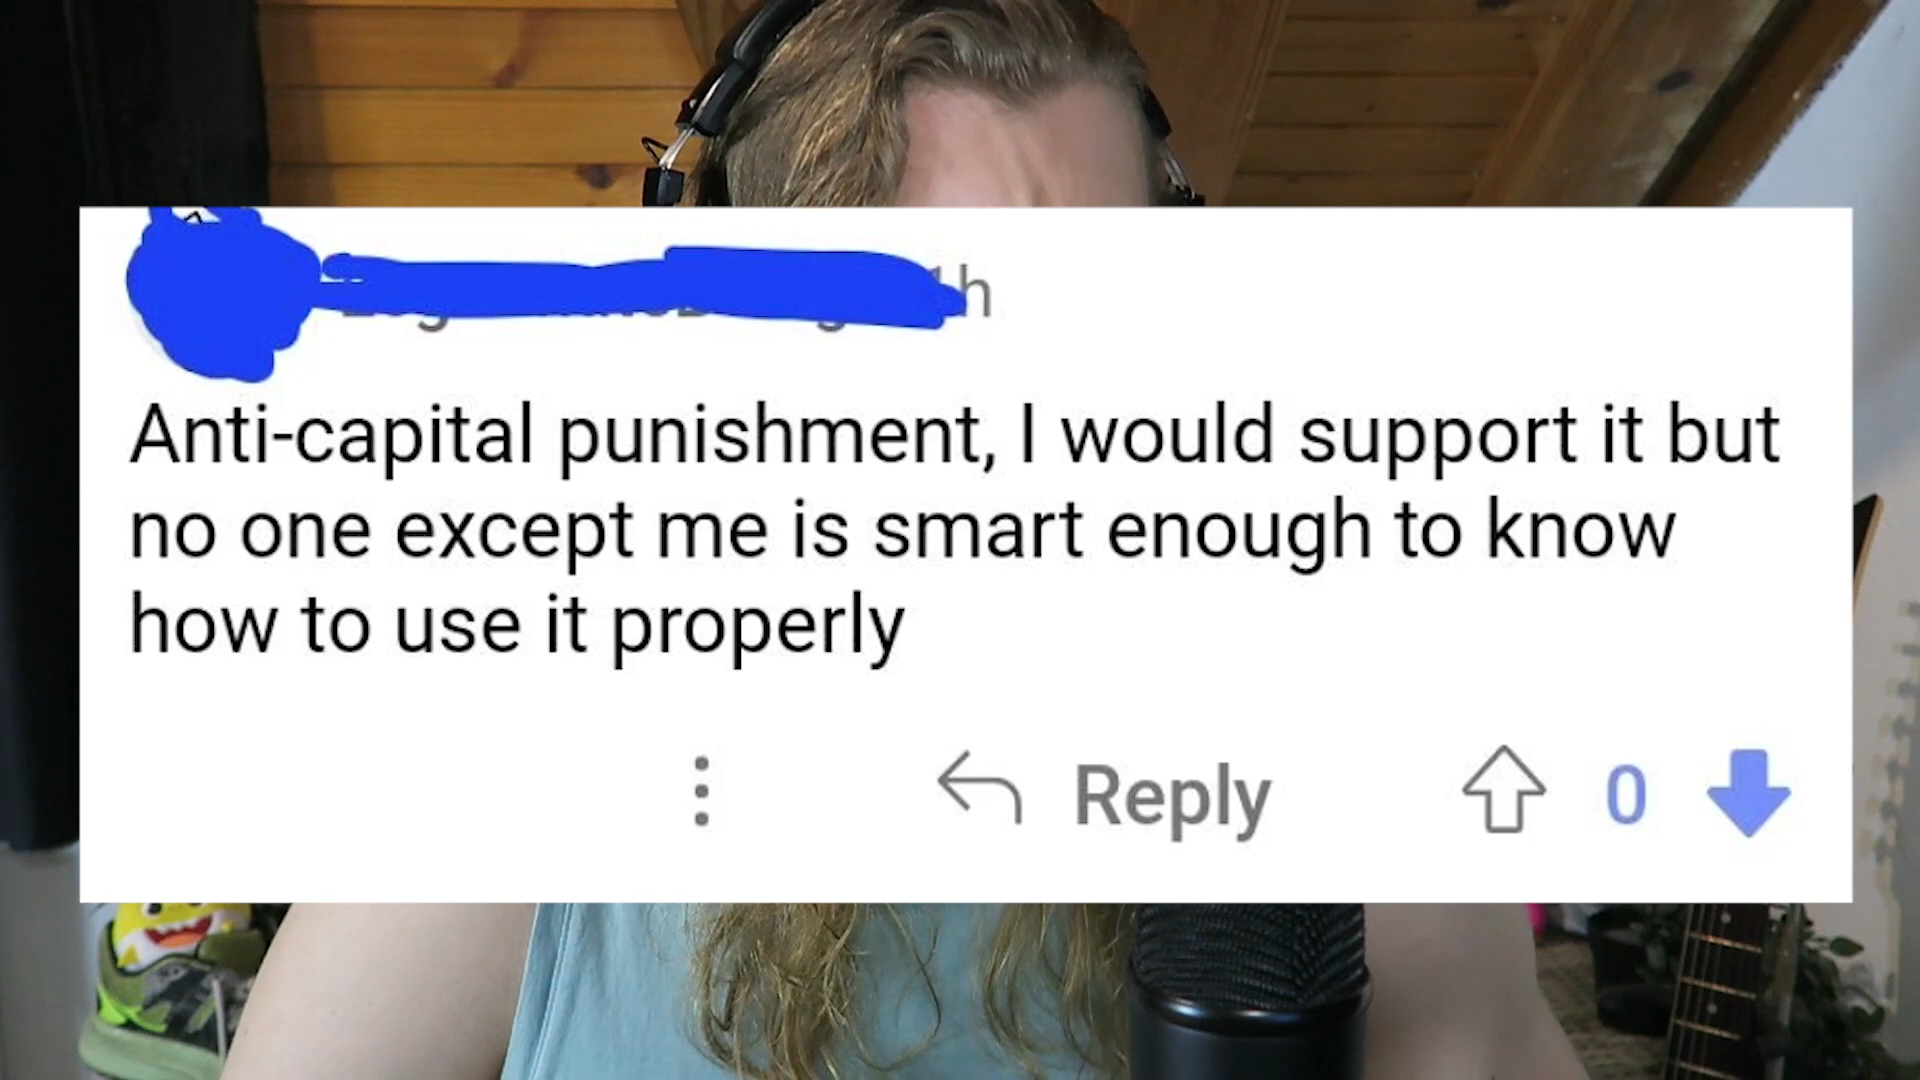 h
Anti-capital punishment, I would support it but
no one except me is smart enough to know
how to use it properly
Reply
0